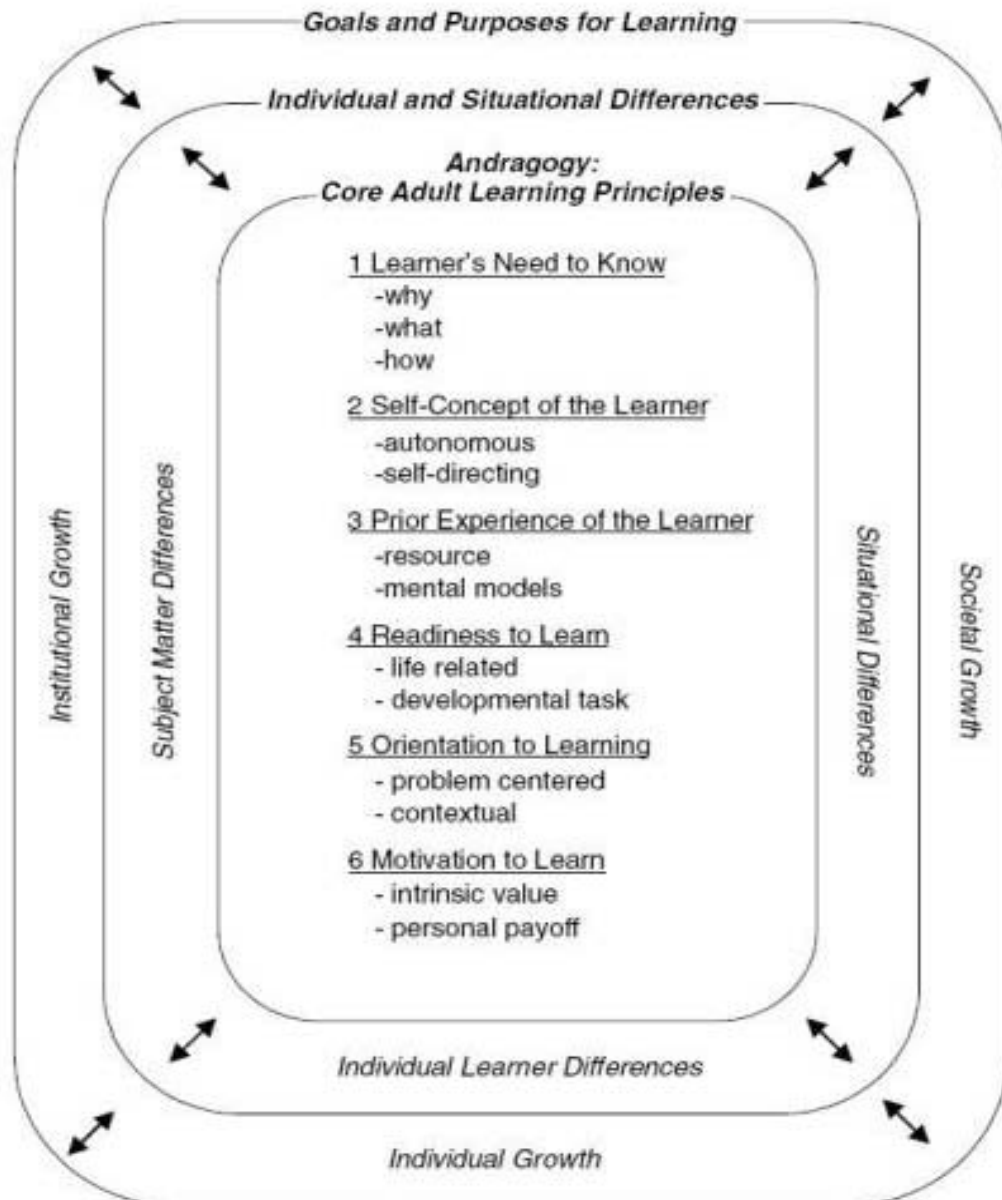 Goals and Purposes for Learning
Individual and Situational Differences
Andragogy:
Core Adult Learning Principles
1 Learner's Need to Know
-why
-what
-how
2 Self-Concept of the Learner
-autonomous
-self-directing
3 Prior Experience of the Learner
-resource
-mental models
4 Readiness to Learn
- life related
- developmental task
5 Orientation to Learning
- problem centered
- contextual
6 Motivation to Learn
- intrinsic value
- personal payoff
Institutional Growth
Subject Matter Differences
Situational Differences
Societal Growth
Individual Learner Differences
Individual Growth